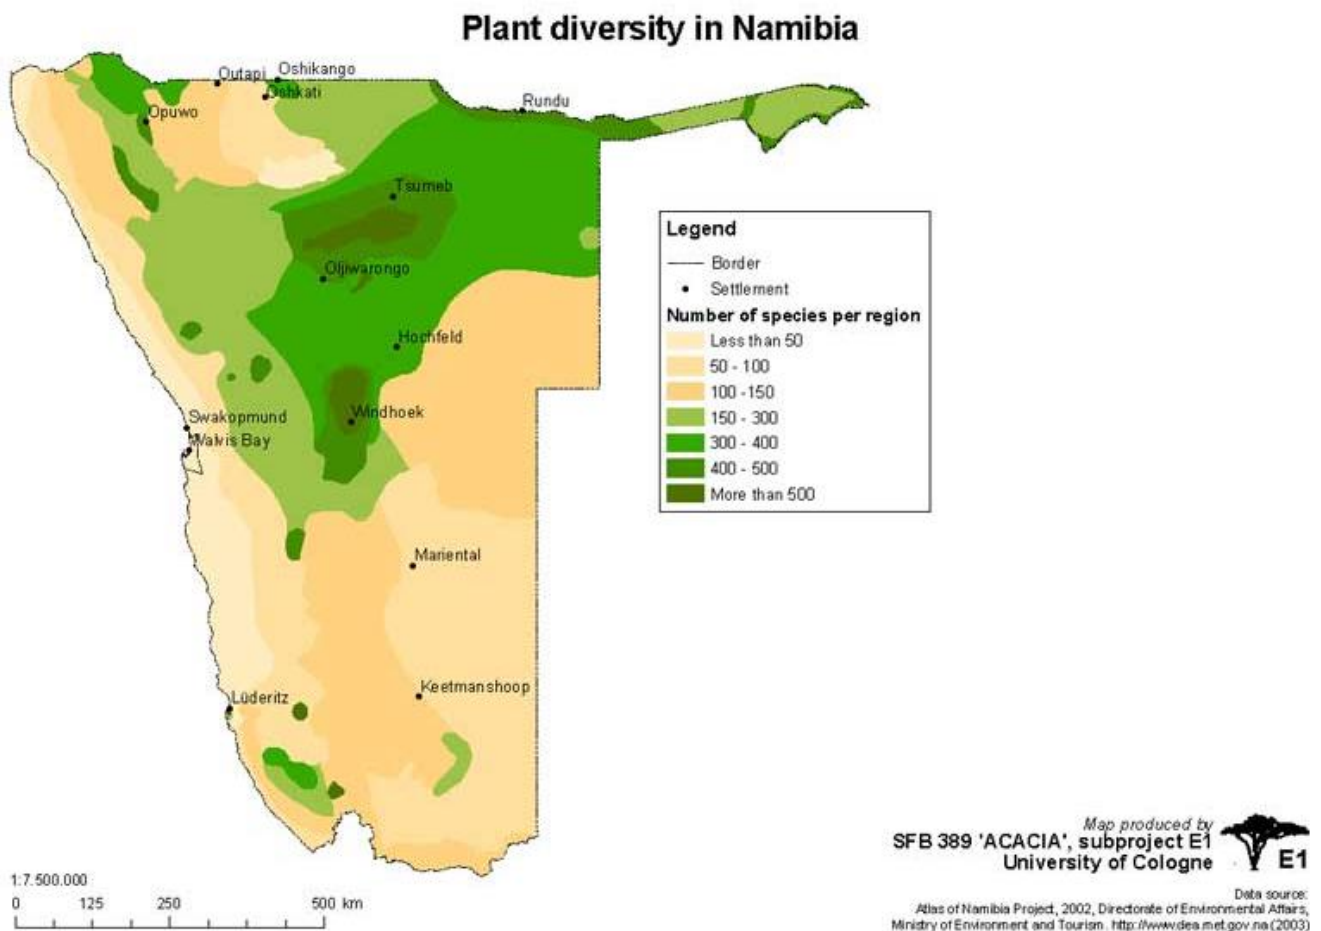 Plant diversity in Namibia
Outapi
Oshikango
Oshkati
Opuwo
Rundu
Tsumeb
Otjiwarongo
Hochfeld
Windhoek
Swakopmund
Walvis Bay
Mariental
Keetmanshoop
Lüderitz
Legend
Border
Settlement
Number of species per region
Less than 50
50 - 100
100 -150
150 - 300
300 - 400
400 - 500
More than 500
Map produced by
SFB 389 'ACACIA', subproject E1
University of Cologne
E1
1:7.500.000
0 125 250 500 km
Data source:
Atlas of Namibia Project, 2002, Directorate of Environmental Affairs,
Ministry of Environment and Tourism. http://www.dea.met.gov.na (2003)